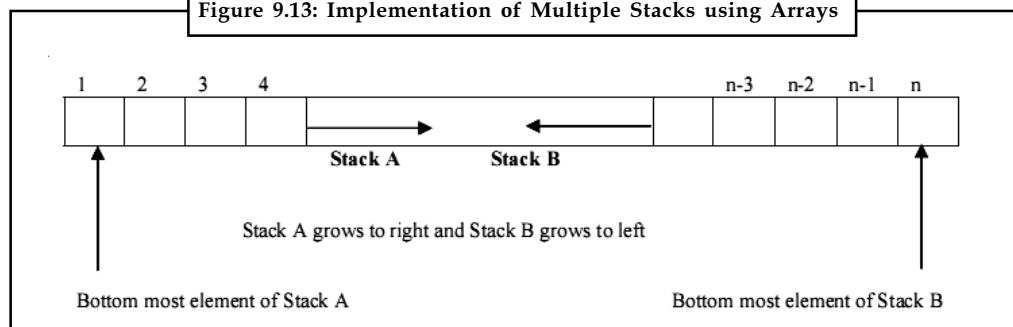 Figure 9.13: Implementation of Multiple Stacks using Arrays
1 2 3 4 n-3 n-2 n-1 n
Stack A Stack B
Stack A grows to right and Stack B grows to left
Bottom most element of Stack A Bottom most element of Stack B